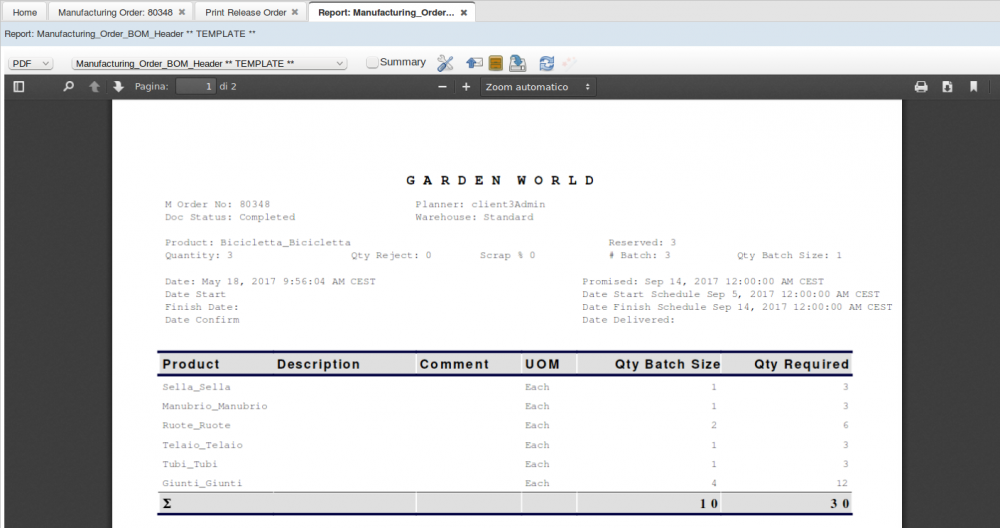 Home Manufacturing Order: 80348 ✖ Print Release Order ✖ Report: Manufacturing_Order... ✖
Report: Manufacturing_Order_BOM_Header ** TEMPLATE **
PDF Manufacturing_Order_BOM_Header ** TEMPLATE ** Summary
Pagina: 1 di 2 Zoom automatico
GARDEN WORLD
M Order No: 80348 Planner: client3Admin
Doc Status: Completed Warehouse: Standard
Product: Bicicletta_Bicicletta Reserved: 3
Quantity: 3 Qty Reject: 0 Scrap % 0 # Batch: 3 Qty Batch Size: 1
Date: May 18, 2017 9:56:04 AM CEST Promised: Sep 14, 2017 12:00:00 AM CEST
Date Start Date Start Schedule Sep 5, 2017 12:00:00 AM CEST
Finish Date: Date Finish Schedule Sep 14, 2017 12:00:00 AM CEST
Date Confirm Date Delivered:
Product Description Comment UOM Qty Batch Size Qty Required
Sella_Sella Each 1 3
Manubrio_Manubrio Each 1 3
Ruote_Ruote Each 2 6
Telaio_Telaio Each 1 3
Tubi_Tubi Each 1 3
Giunti_Giunti Each 4 12
Σ 10 30